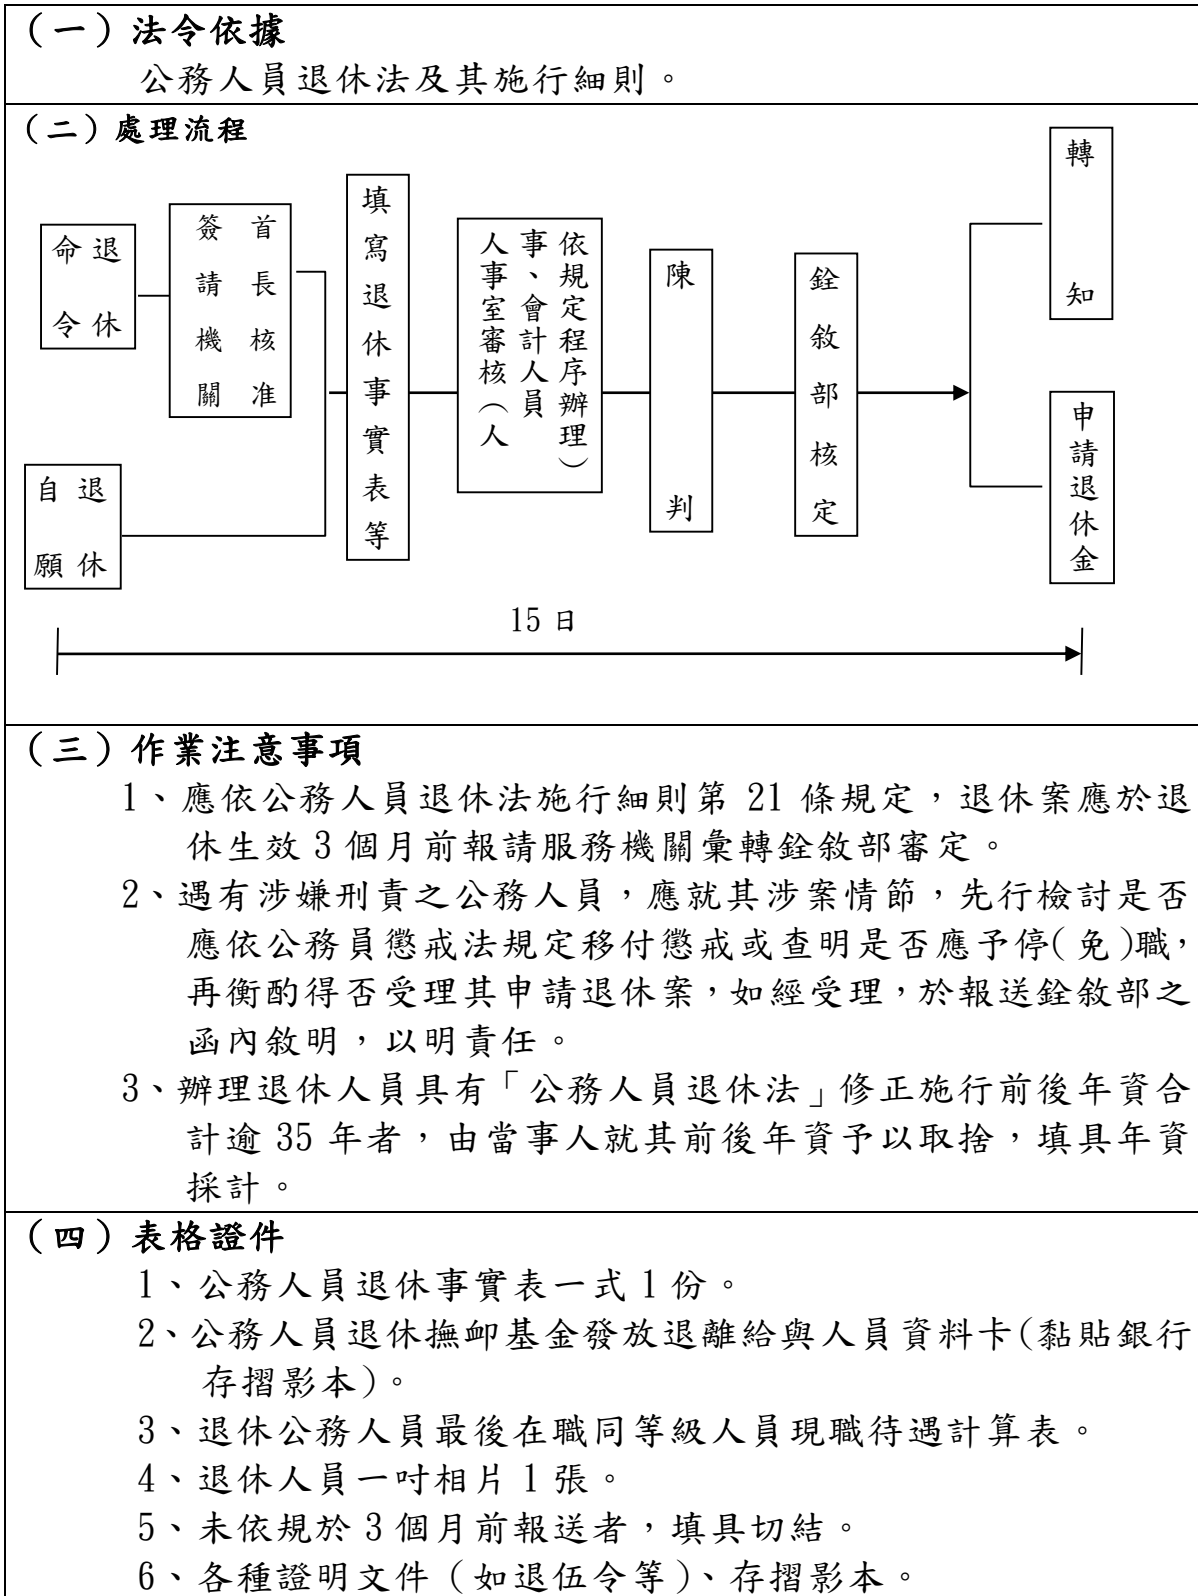 （一）法令依據
公務人員退休法及其施行細則。
（二）處理流程
命令
退休
自願
退休
簽請機關
首長核准
填寫退休事實表等
人事室審核（人
事、會計人員
依規定程序辦理）
陳判
銓敘部核定
轉知
申請退休金
15 日
（三）作業注意事項
1、應依公務人員退休法施行細則第 21 條規定，退休案應於退
休生效 3 個月前報請服務機關彙轉銓敘部審定。
2、遇有涉嫌刑責之公務人員，應就其涉案情節，先行檢討是否
應依公務員懲戒法規定移付懲戒或查明是否應予停(免)職，
再衡酌得否受理其申請退休案，如經受理，於報送銓敘部之
函內敘明，以明責任。
3、辦理退休人員具有「公務人員退休法」修正施行前後年資合
計逾 35 年者，由當事人就其前後年資予以取捨，填具年資
採計。
（四）表格證件
1、公務人員退休事實表一式 1 份。
2、公務人員退休撫卹基金發放退離給與人員資料卡(黏貼銀行
存摺影本)。
3、退休公務人員最後在職同等級人員現職待遇計算表。
4、退休人員一吋相片 1 張。
5、未依規於 3 個月前報送者，填具切結。
6、各種證明文件（如退伍令等）、存摺影本。